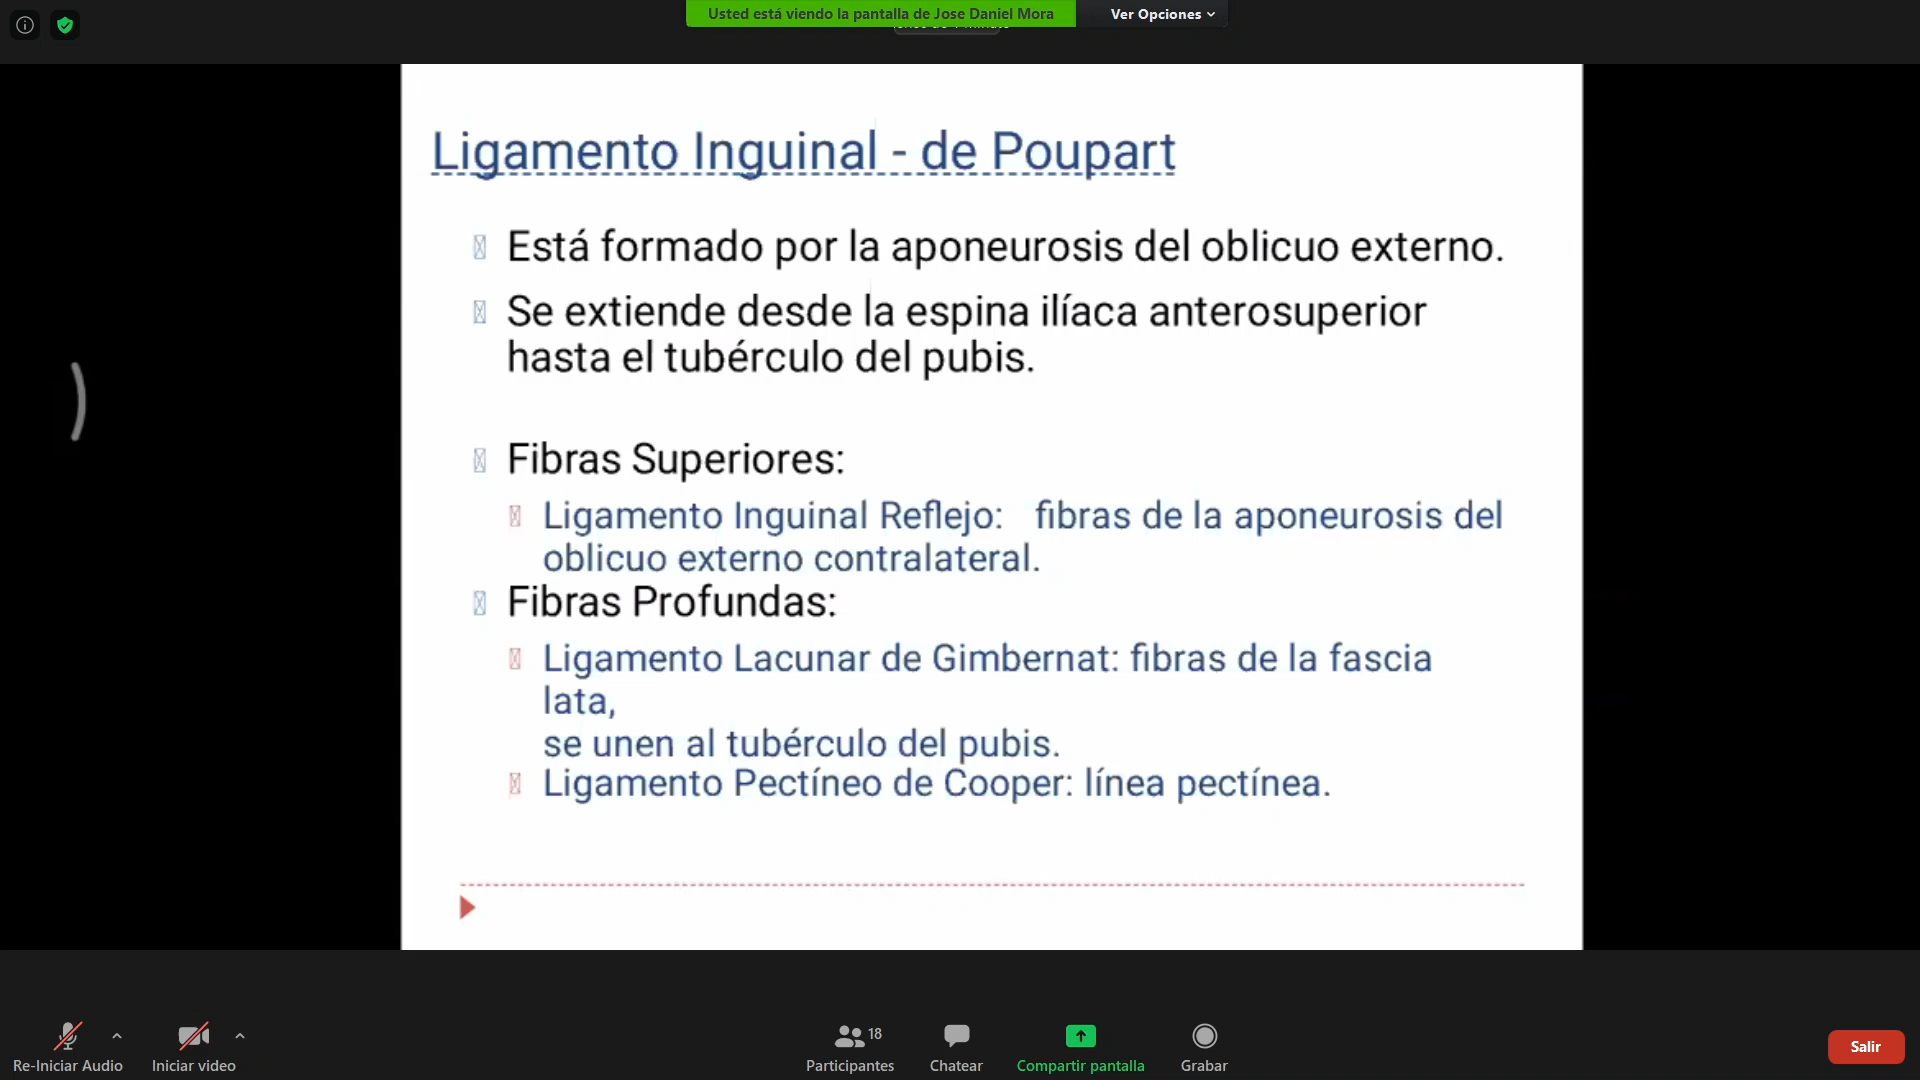 Usted está viendo la pantalla de Jose Daniel Mora
Ver Opciones
Ligamento Inguinal - de Poupart
Está formado por la aponeurosis del oblicuo externo.
Se extiende desde la espina ilíaca anterosuperior
hasta el tubérculo del pubis.
Fibras Superiores:
Ligamento Inguinal Reflejo: fibras de la aponeurosis del
oblicuo externo contralateral.
Fibras Profundas:
Ligamento Lacunar de Gimbernat: fibras de la fascia
lata,
se unen al tubérculo del pubis.
Ligamento Pectíneo de Cooper: línea pectínea.
Re-Iniciar Audio
Iniciar video
18
Participantes
Chatear
Compartir pantalla
Grabar
Salir